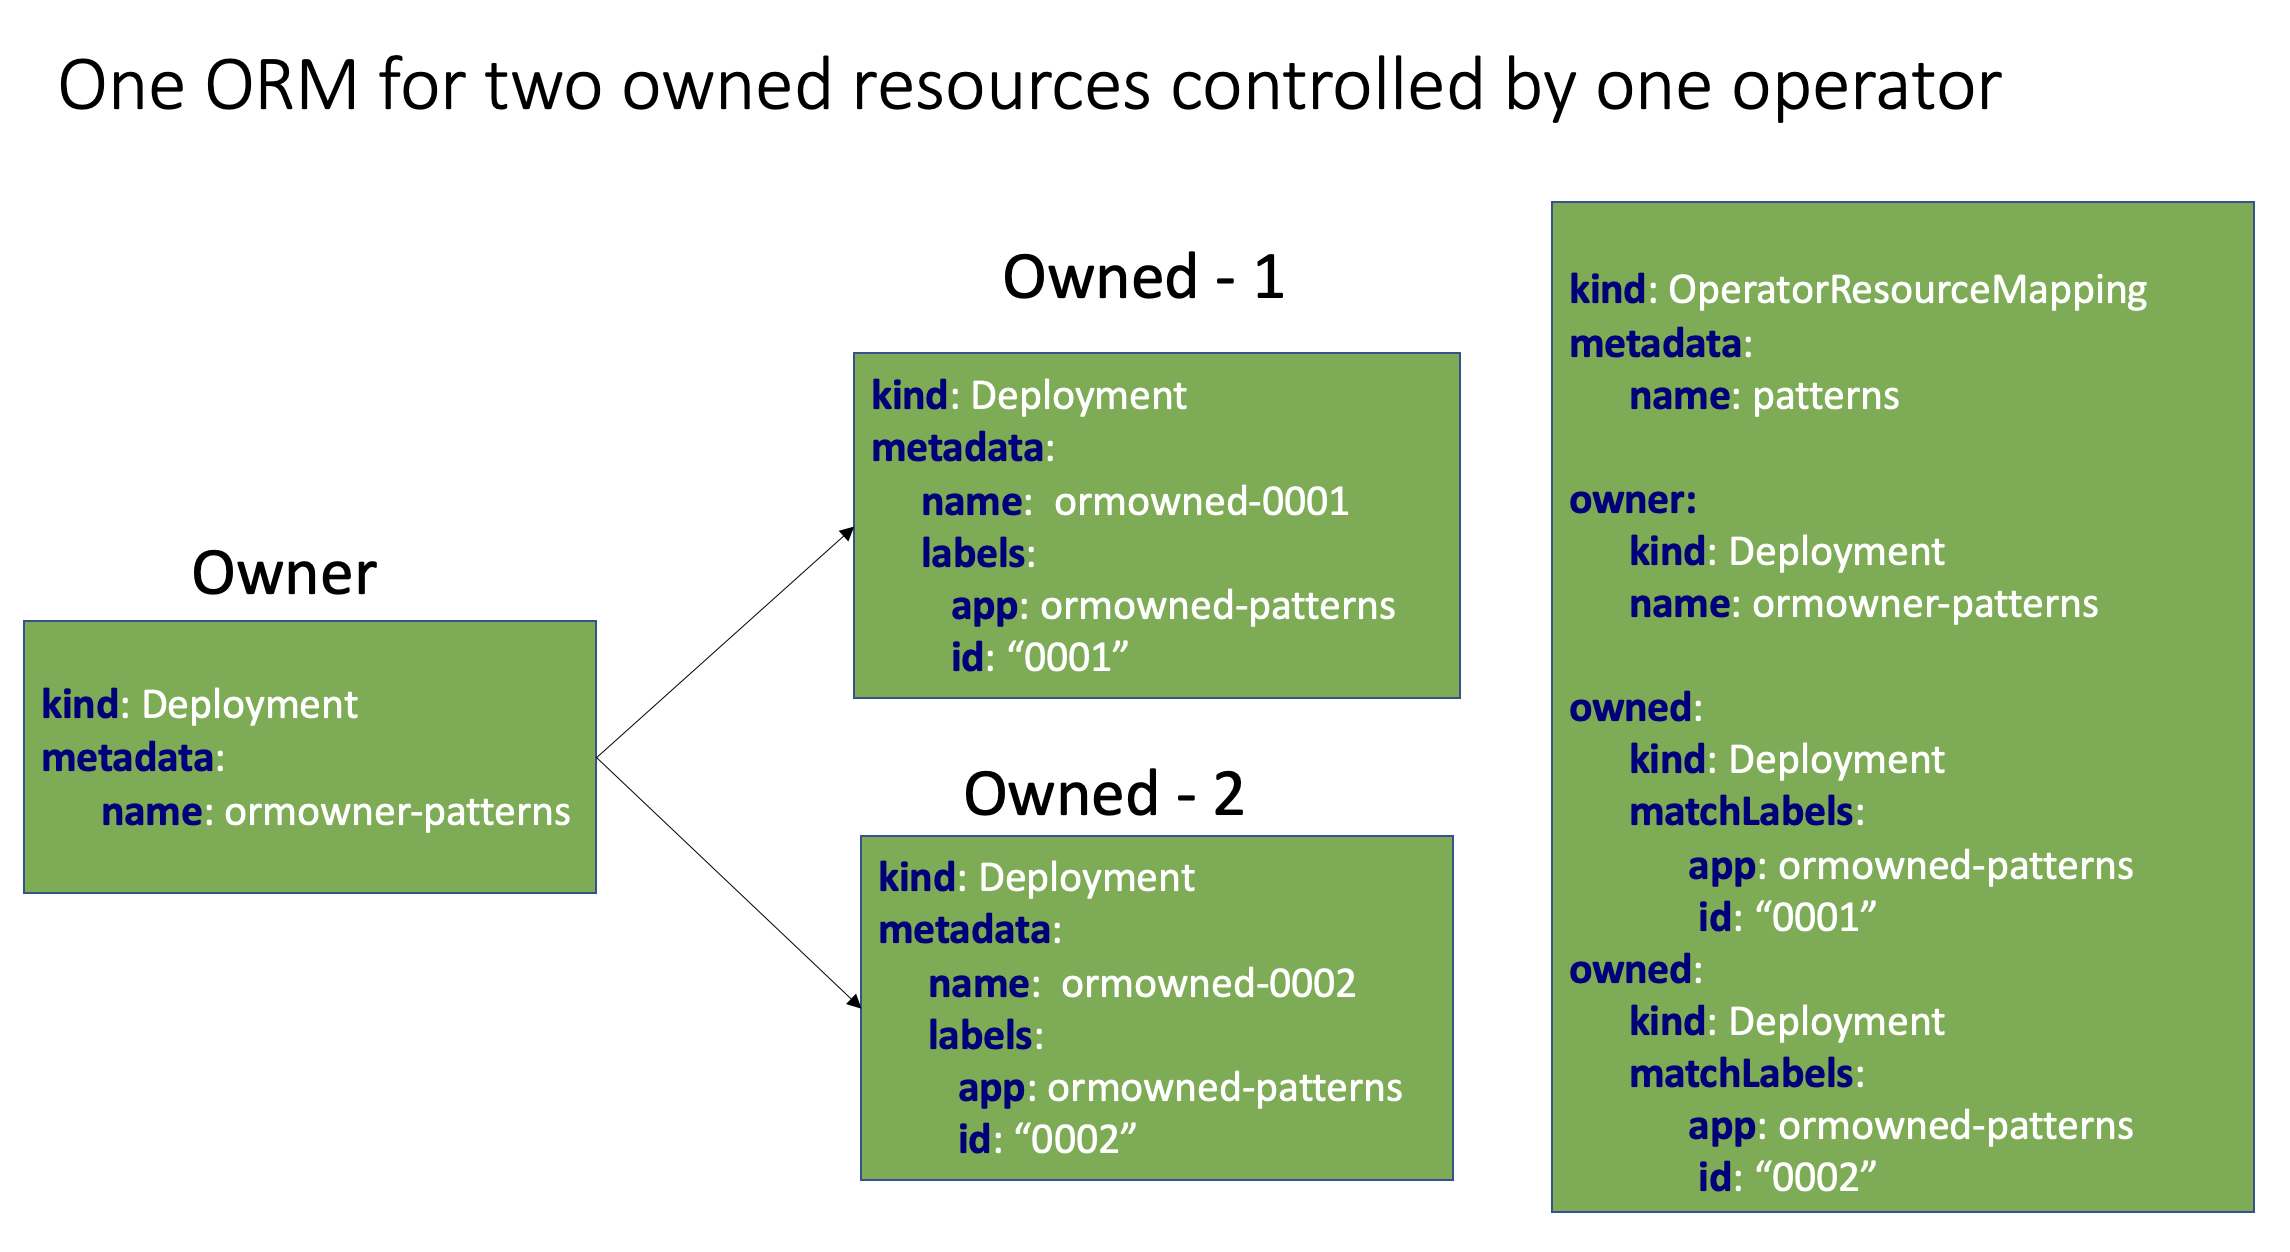 One ORM for two owned resources controlled by one operator
Owner
kind: Deployment
metadata:
name: ormowner-patterns
Owned - 1
kind: Deployment
metadata:
name: ormowned-0001
labels:
app: ormowned-patterns
id: “0001”
Owned - 2
kind: Deployment
metadata:
name: ormowned-0002
labels:
app: ormowned-patterns
id: “0002”
kind: OperatorResourceMapping
metadata:
name: patterns
owner:
kind: Deployment
name: ormowner-patterns
owned:
kind: Deployment
matchLabels:
app: ormowned-patterns
id: “0001”
owned:
kind: Deployment
matchLabels:
app: ormowned-patterns
id: “0002”